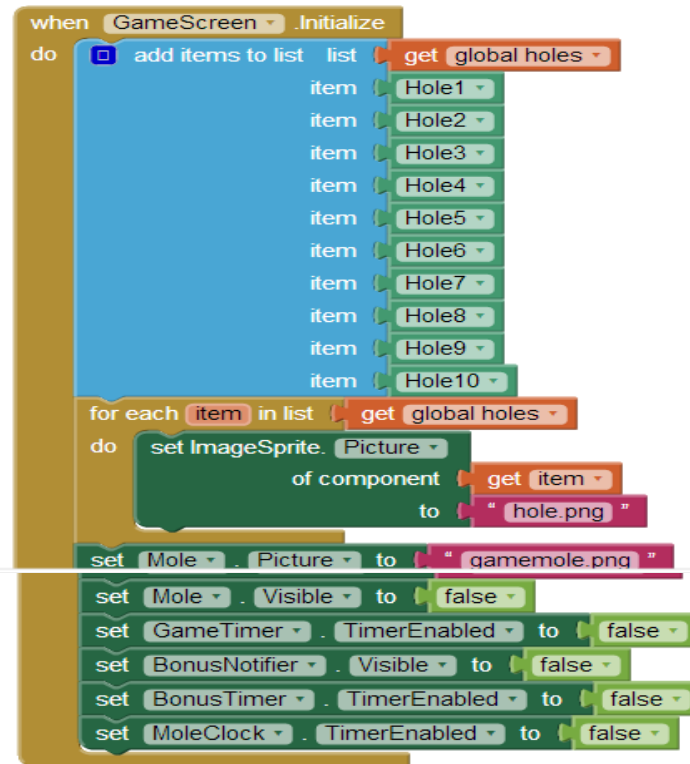 when GameScreen .Initialize
do add items to list list get global holes
item Hole1
item Hole2
item Hole3
item Hole4
item Hole5
item Hole6
item Hole7
item Hole8
item Hole9
item Hole10
for each item in list get global holes
do set ImageSprite. Picture
of component get item
to " hole.png "
set Mole . Picture to " gamemole.png "
set Mole . Visible to false
set GameTimer . TimerEnabled to false
set BonusNotifier . Visible to false
set BonusTimer . TimerEnabled to false
set MoleClock . TimerEnabled to false